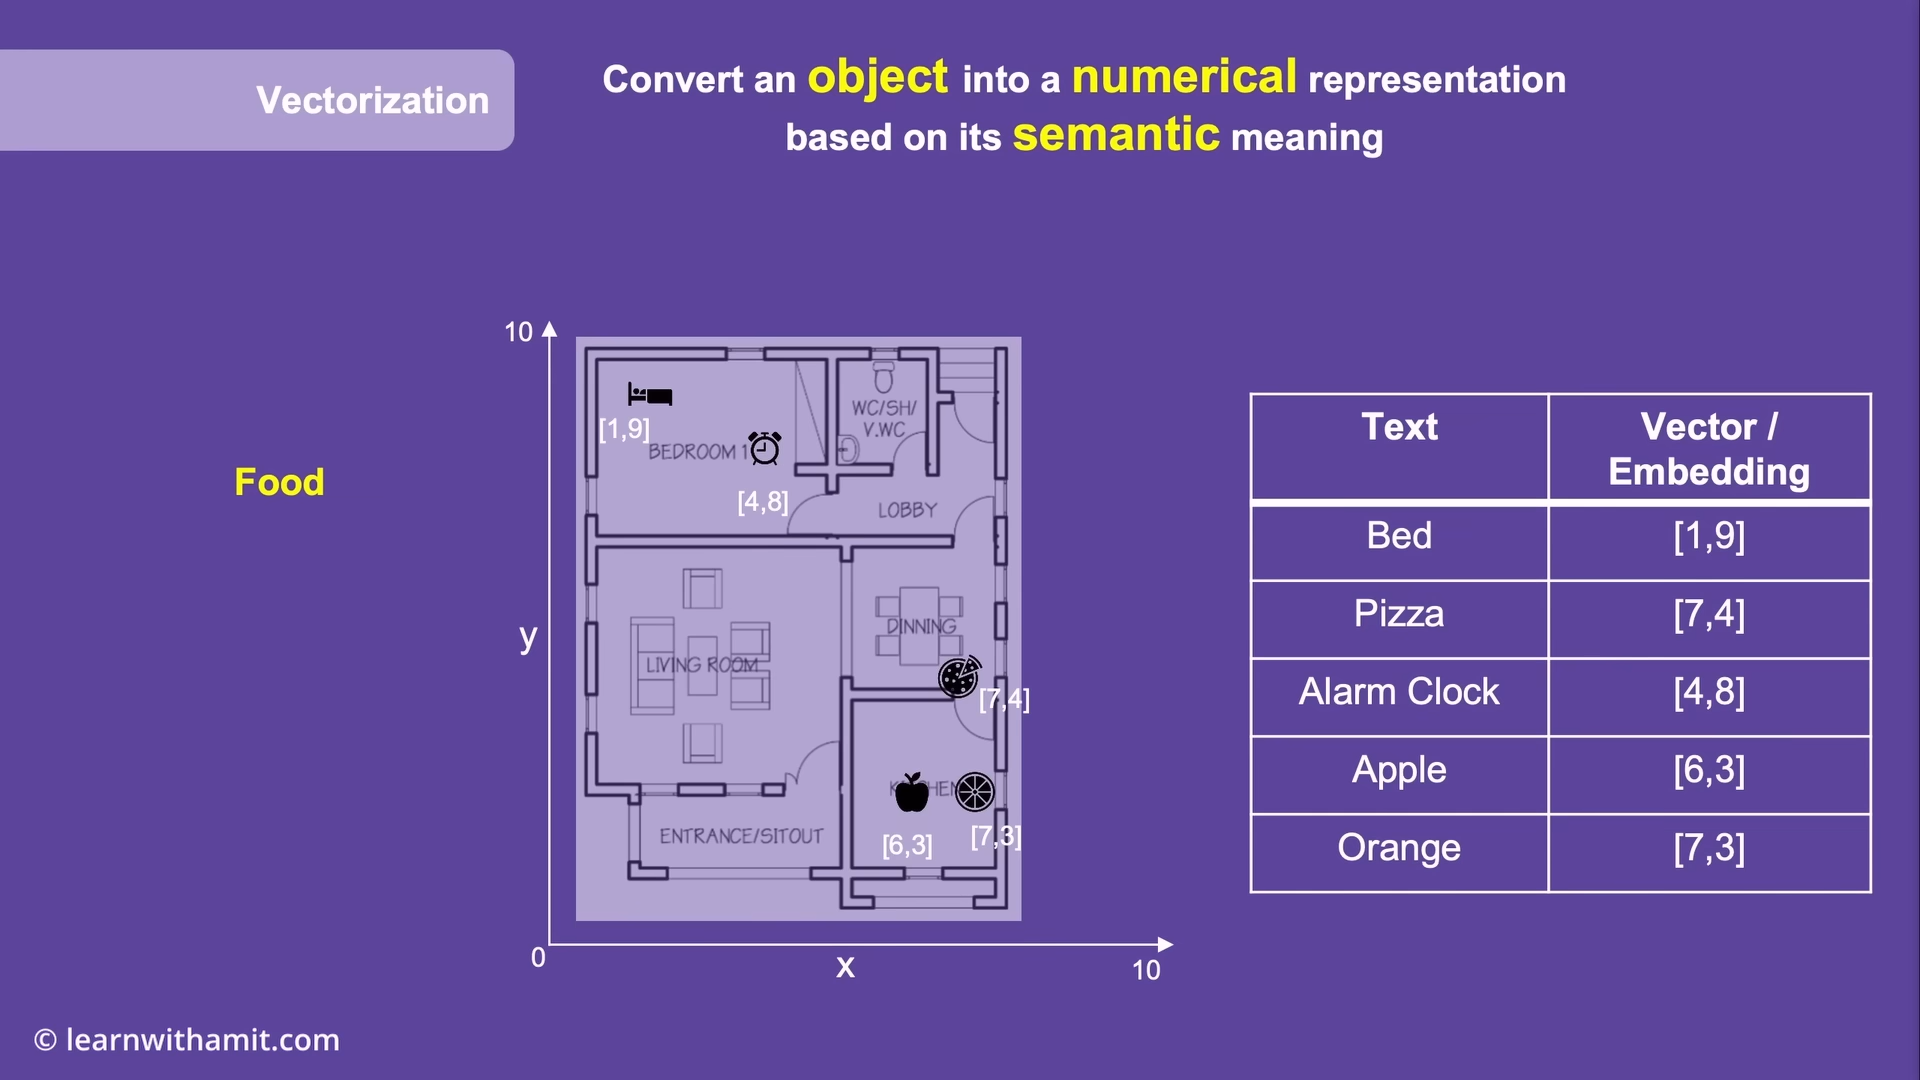 Vectorization
Convert an object into a numerical representation
based on its semantic meaning
Food
10
y
0
x
10
[1,9]
BEDROOM 1
[4,8]
WC/SH/
V.WC
LOBBY
LIVING ROOM
DINNING
[7,4]
[6,3]
[7,3]
ENTRANCE/SITOUT
Text
Vector /
Embedding
Bed
[1,9]
Pizza
[7,4]
Alarm Clock
[4,8]
Apple
[6,3]
Orange
[7,3]
© learnwithamit.com